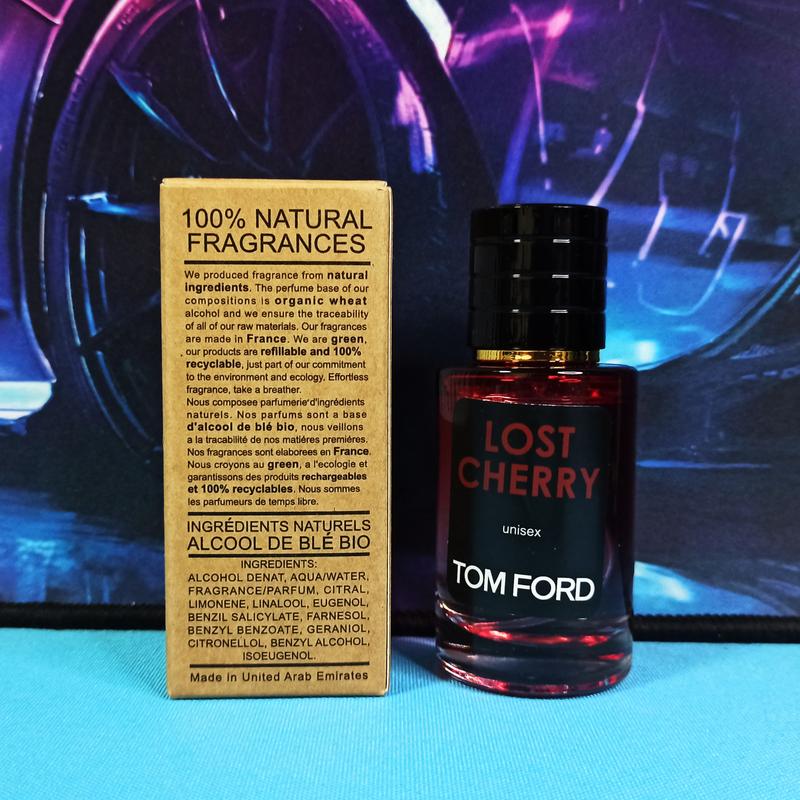 100% NATURAL
FRAGRANCES
We produced fragrance from natural
ingredients. The perfume base of our
compositions is organic wheat
alcohol and we ensure the traceability
of all of our raw materials. Our fragrances
are made in France. We are green,
our products are refillable and 100%
recyclable, just part of our commitment
to the environment and ecology. Effortless
fragrance, take a breather.
Nous composee parfumerie'd'ingrédients
naturels. Nos parfums sont a base
d'alcool de blé bio, nous veillons
a la tracabilité de nos matiéres premiéres.
Nos fragrances sont elaborees en France.
Nous croyons au green, a l'ecologie et
garantissons des produits rechargeables
et 100% recyclables. Nous sommes
les parfumeurs de temps libre.
INGRÉDIENTS NATURELS
ALCOOL DE BLÉ BIO
INGREDIENTS:
ALCOHOL DENAT, AQUA/WATER,
FRAGRANCE/PARFUM, CITRAL,
LIMONENE, LINALOOL, EUGENOL,
BENZIL SALICYLATE, FARNESOL,
BENZYL BENZOATE, GERANIOL,
CITRONELLOL, BENZYL ALCOHOL,
ISOEUGENOL.
Made in United Arab Emirates
LOST
CHERRY
unisex
TOM FORD